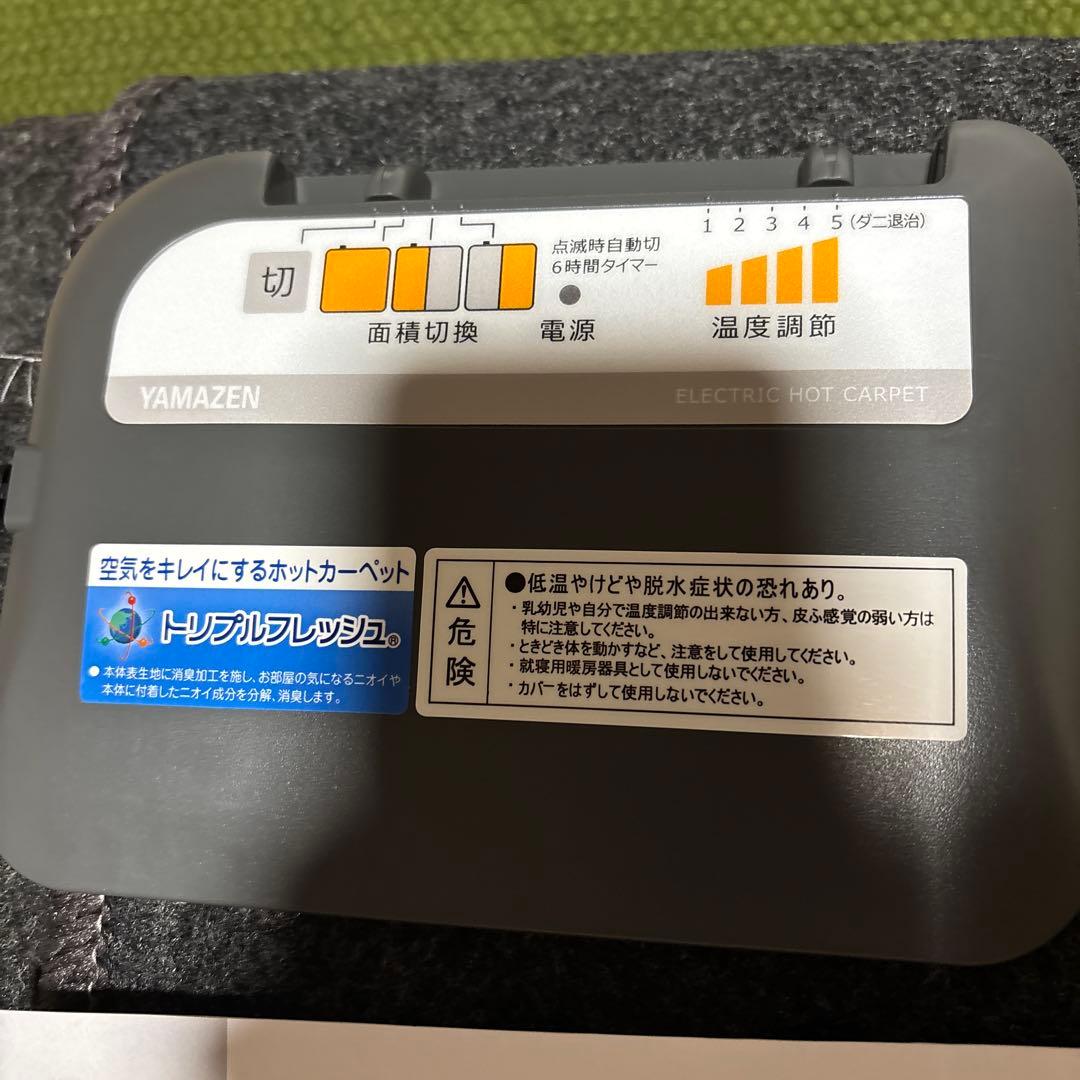 1 2 3 4 5 (ダニ退治)
切
点滅時自動切
6時間タイマー
面積切換
電源
温度調節
YAMAZEN
ELECTRIC HOT CARPET
空気をキレイにするホットカーペット
トリプルフレッシュ®
● 本体表生地に消臭加工を施し、お部屋の気になるニオイや
本体に付着したニオイ成分を分解、消臭します。
⚠危険
●低温やけどや脱水症状の恐れあり。
・乳幼児や自分で温度調節の出来ない方、皮ふ感覚の弱い方は
特に注意してください。
・ときどき体を動かすなど、注意をして使用してください。
・就寝用暖房器具として使用しないでください。
・カバーをはずして使用しないでください。